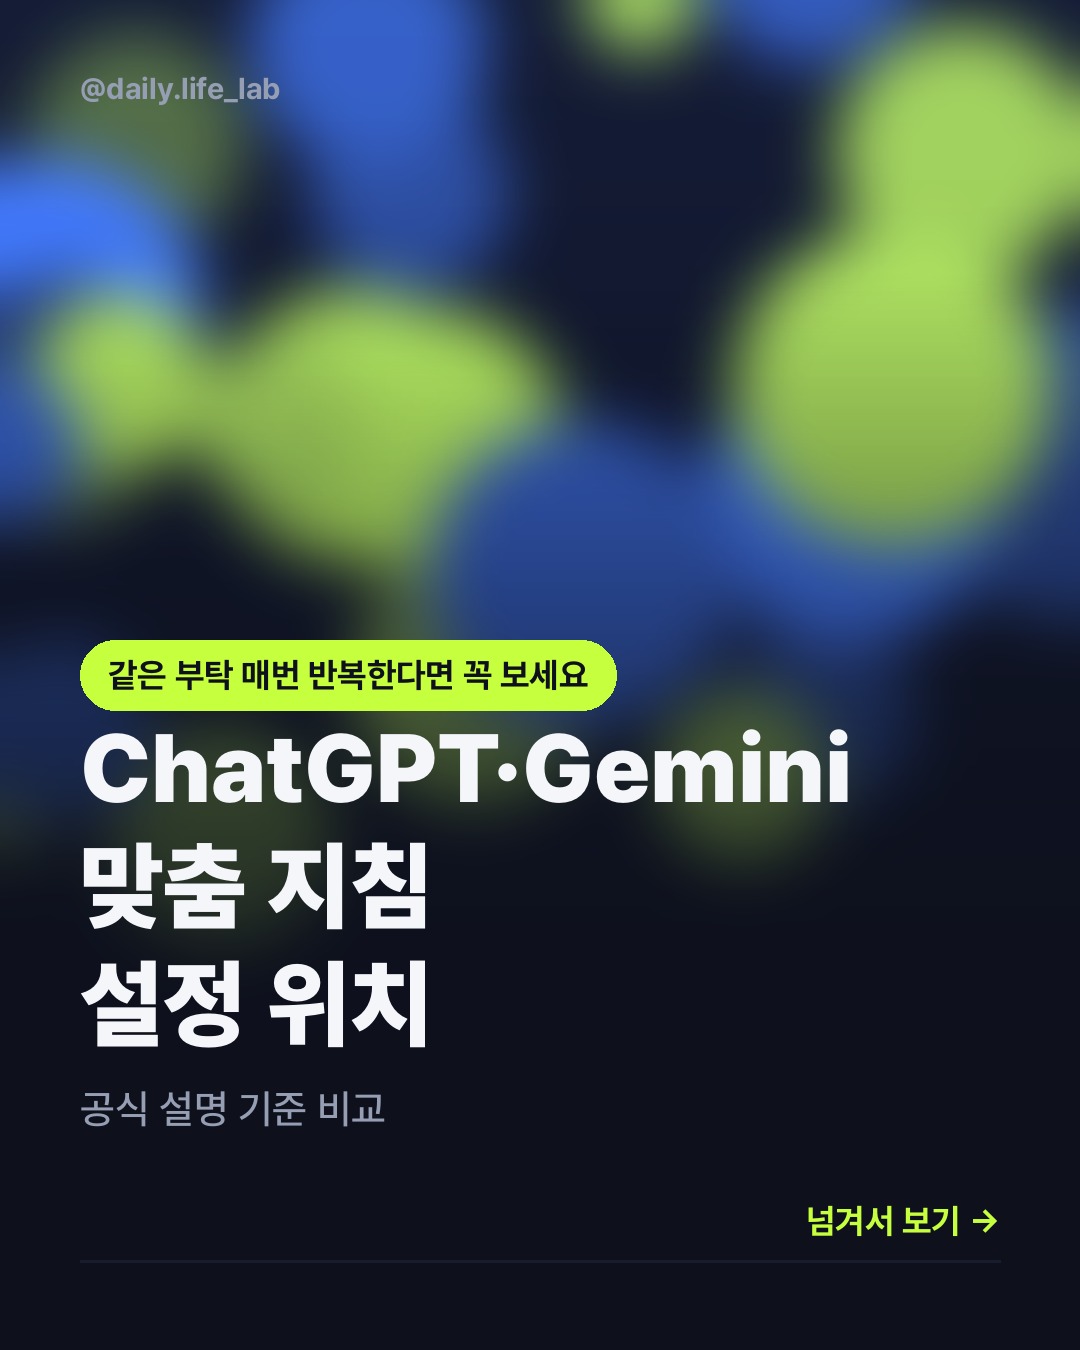 @daily.life_lab
같은 부탁 매번 반복한다면 꼭 보세요
ChatGPT·Gemini
맞춤 지침
설정 위치
공식 설명 기준 비교
넘겨서 보기 →